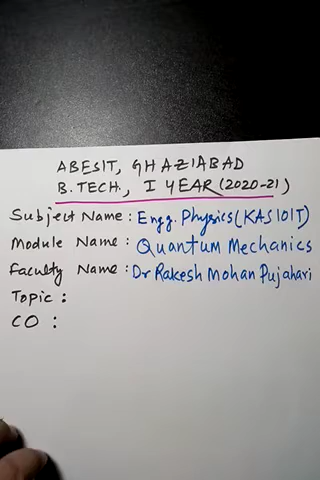 ABESIT, GHAZIABAD
B.TECH., I YEAR (2020-21)
Subject Name: Engg. Physics (KAS101T)
Module Name: Quantum Mechanics
Faculty Name: Dr Rakesh Mohan Pujahari
Topic:
CO: